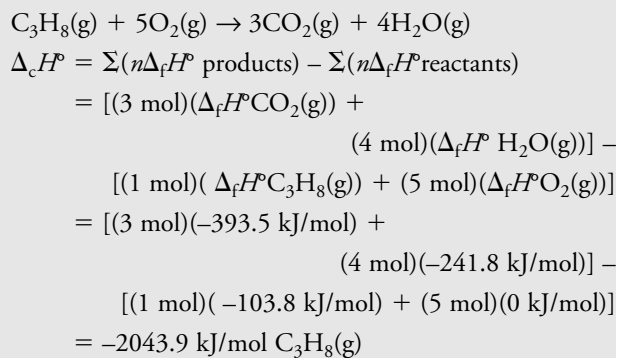 C₃H₈(g) + 5O₂(g) → 3CO₂(g) + 4H₂O(g)
Δ꜀H° = Σ(nΔfH° products) – Σ(nΔfH°reactants)
= [(3 mol)(ΔfH°CO₂(g)) +
(4 mol)(ΔfH° H₂O(g))] –
[(1 mol)( ΔfH°C₃H₈(g)) + (5 mol)(ΔfH°O₂(g))]
= [(3 mol)(–393.5 kJ/mol) +
(4 mol)(–241.8 kJ/mol)] –
[(1 mol)( –103.8 kJ/mol) + (5 mol)(0 kJ/mol)]
= –2043.9 kJ/mol C₃H₈(g)